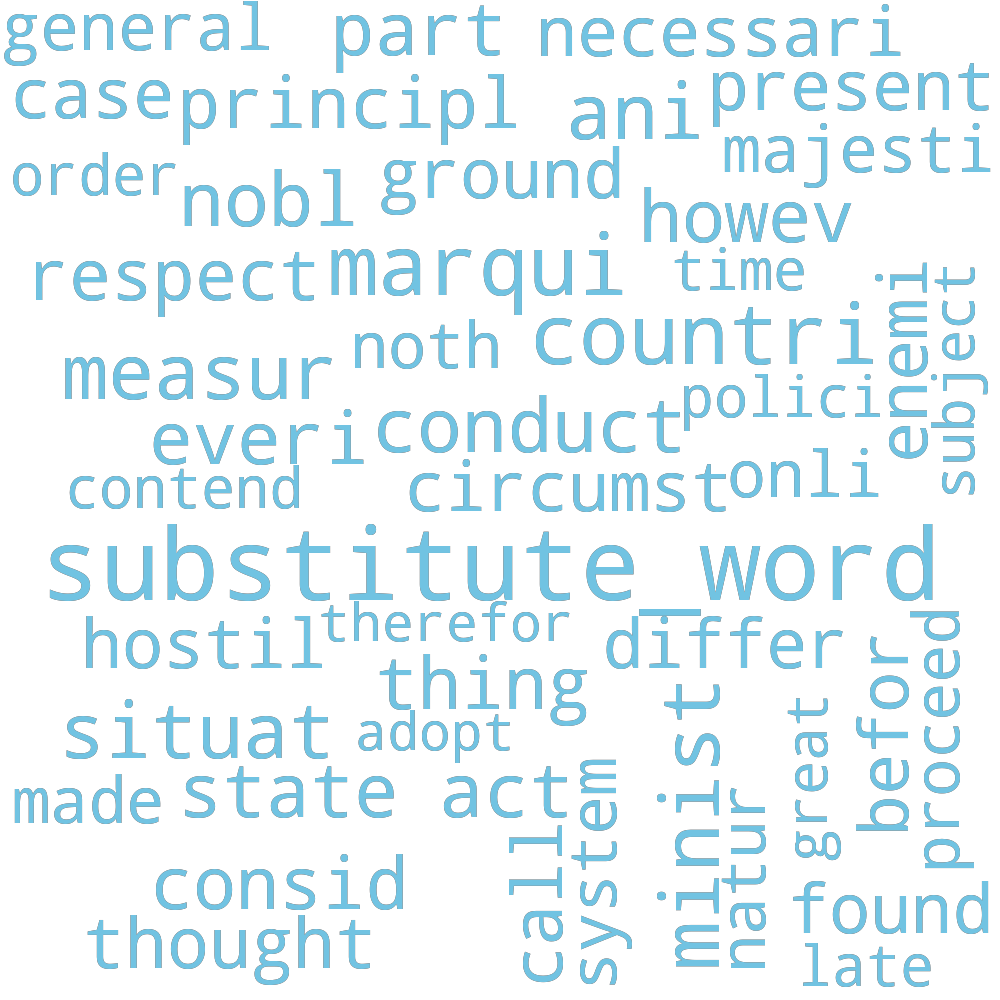 general part necessari
case principl ani present
order nobl ground majesti
howev
respect marqui time
countri
measur noth
enemi
subject
everi conduct polici
contend circumst onli
substitute_word
hostil therefor differ
thing
situat adopt
minist
great
befor
proceed
made state act
call
system
natur
consid
found
thought
late